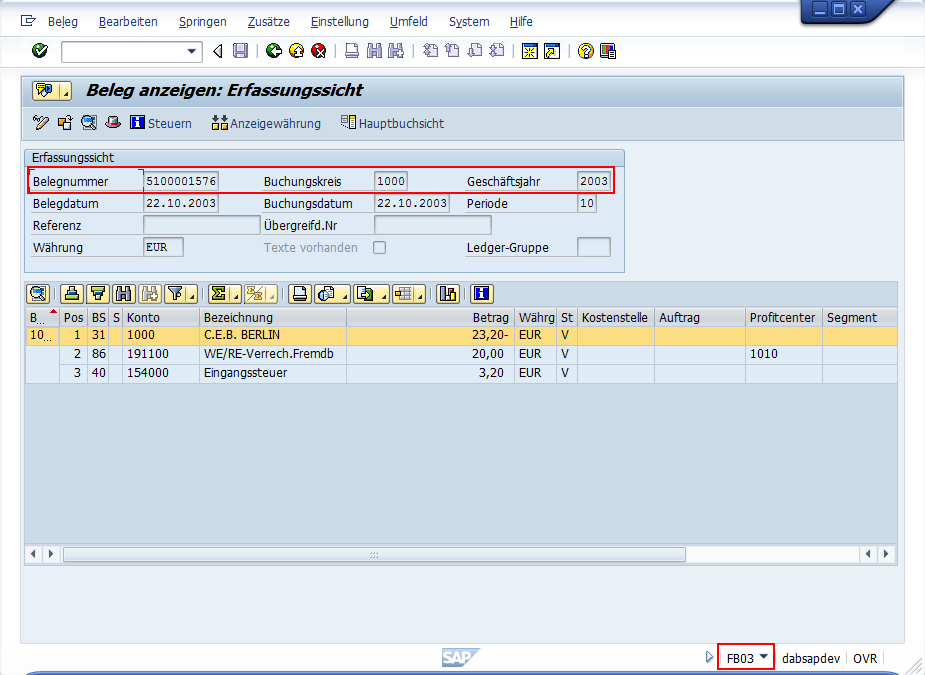 Beleg Bearbeiten Springen Zusätze Einstellung Umfeld System Hilfe
Beleg anzeigen: Erfassungssicht
Steuern Anzeigewährung Hauptbuchsicht
Erfassungssicht
Belegnummer 5100001576 Buchungskreis 1000 Geschäftsjahr 2003
Belegdatum 22.10.2003 Buchungsdatum 22.10.2003 Periode 10
Referenz Übergreifd.Nr
Währung EUR Texte vorhanden Ledger-Gruppe
B... Pos BS S Konto Bezeichnung Betrag Währg St Kostenstelle Auftrag Profitcenter Segment
10... 1 31 1000 C.E.B. BERLIN 23,20- EUR V
2 86 191100 WE/RE-Verrech.Fremdb 20,00 EUR V 1010
3 40 154000 Eingangssteuer 3,20 EUR V
SAP FB03 dabsapdev OVR